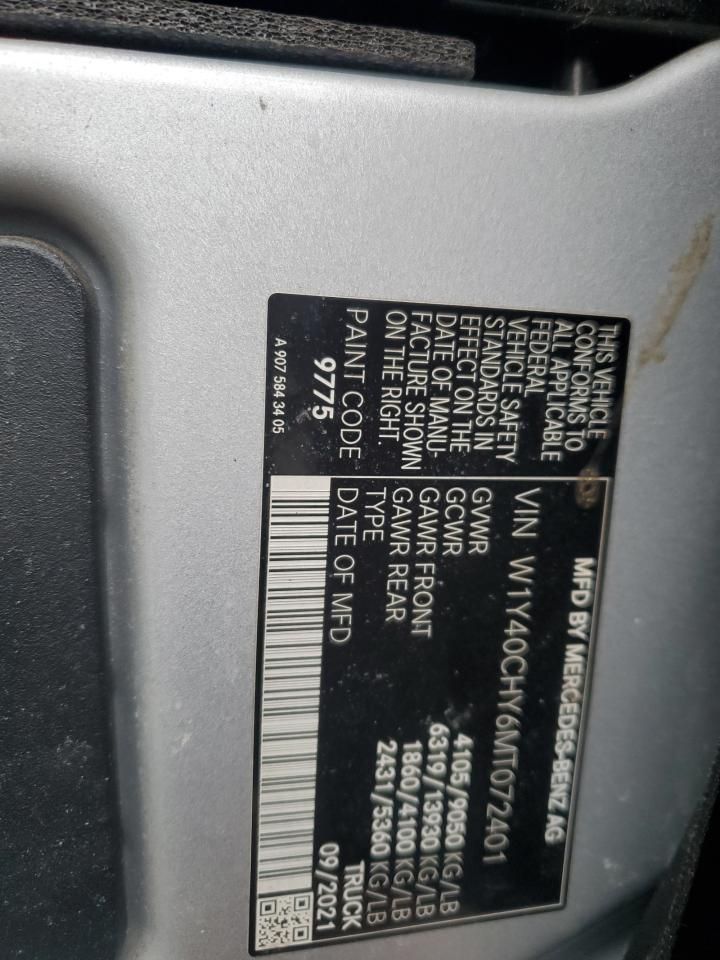 THIS VEHICLE
CONFORMS TO
ALL APPLICABLE
FEDERAL
VEHICLE SAFETY
STANDARDS IN
EFFECT ON THE
DATE OF MANU-
FACTURE SHOWN
ON THE RIGHT.
PAINT CODE
9775
A 907 584 34 05
MFD BY MERCEDES-BENZ AG
VIN W1Y40CHY6MT072401
GWR 4105/9050 KG/LB
GCWR 6319/13930 KG/LB
GAWR FRONT 1860/4100 KG/LB
GAWR REAR 2431/5360 KG/LB
TYPE TRUCK
DATE OF MFD 09/2021